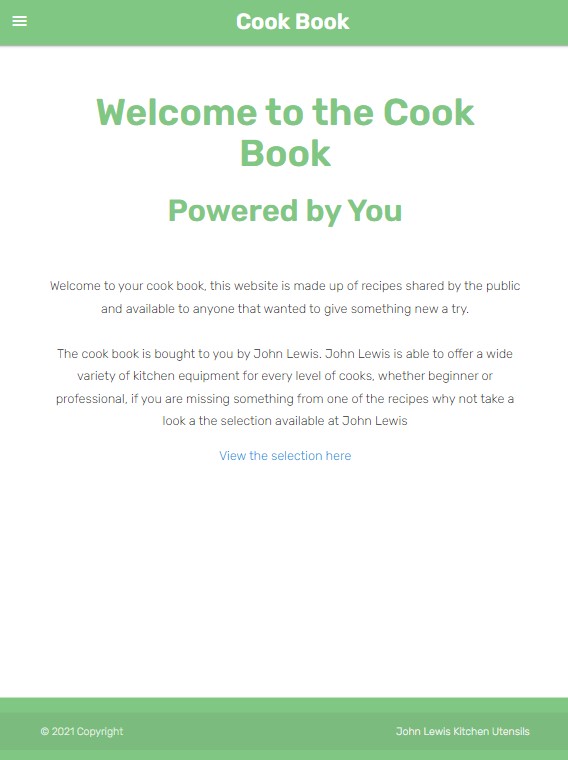 Cook Book
Welcome to the Cook
Book
Powered by You
Welcome to your cook book, this website is made up of recipes shared by the public
and available to anyone that wanted to give something new a try.
The cook book is bought to you by John Lewis. John Lewis is able to offer a wide
variety of kitchen equipment for every level of cooks, whether beginner or
professional, if you are missing something from one of the recipes why not take a
look a the selection available at John Lewis
View the selection here
© 2021 Copyright
John Lewis Kitchen Utensils